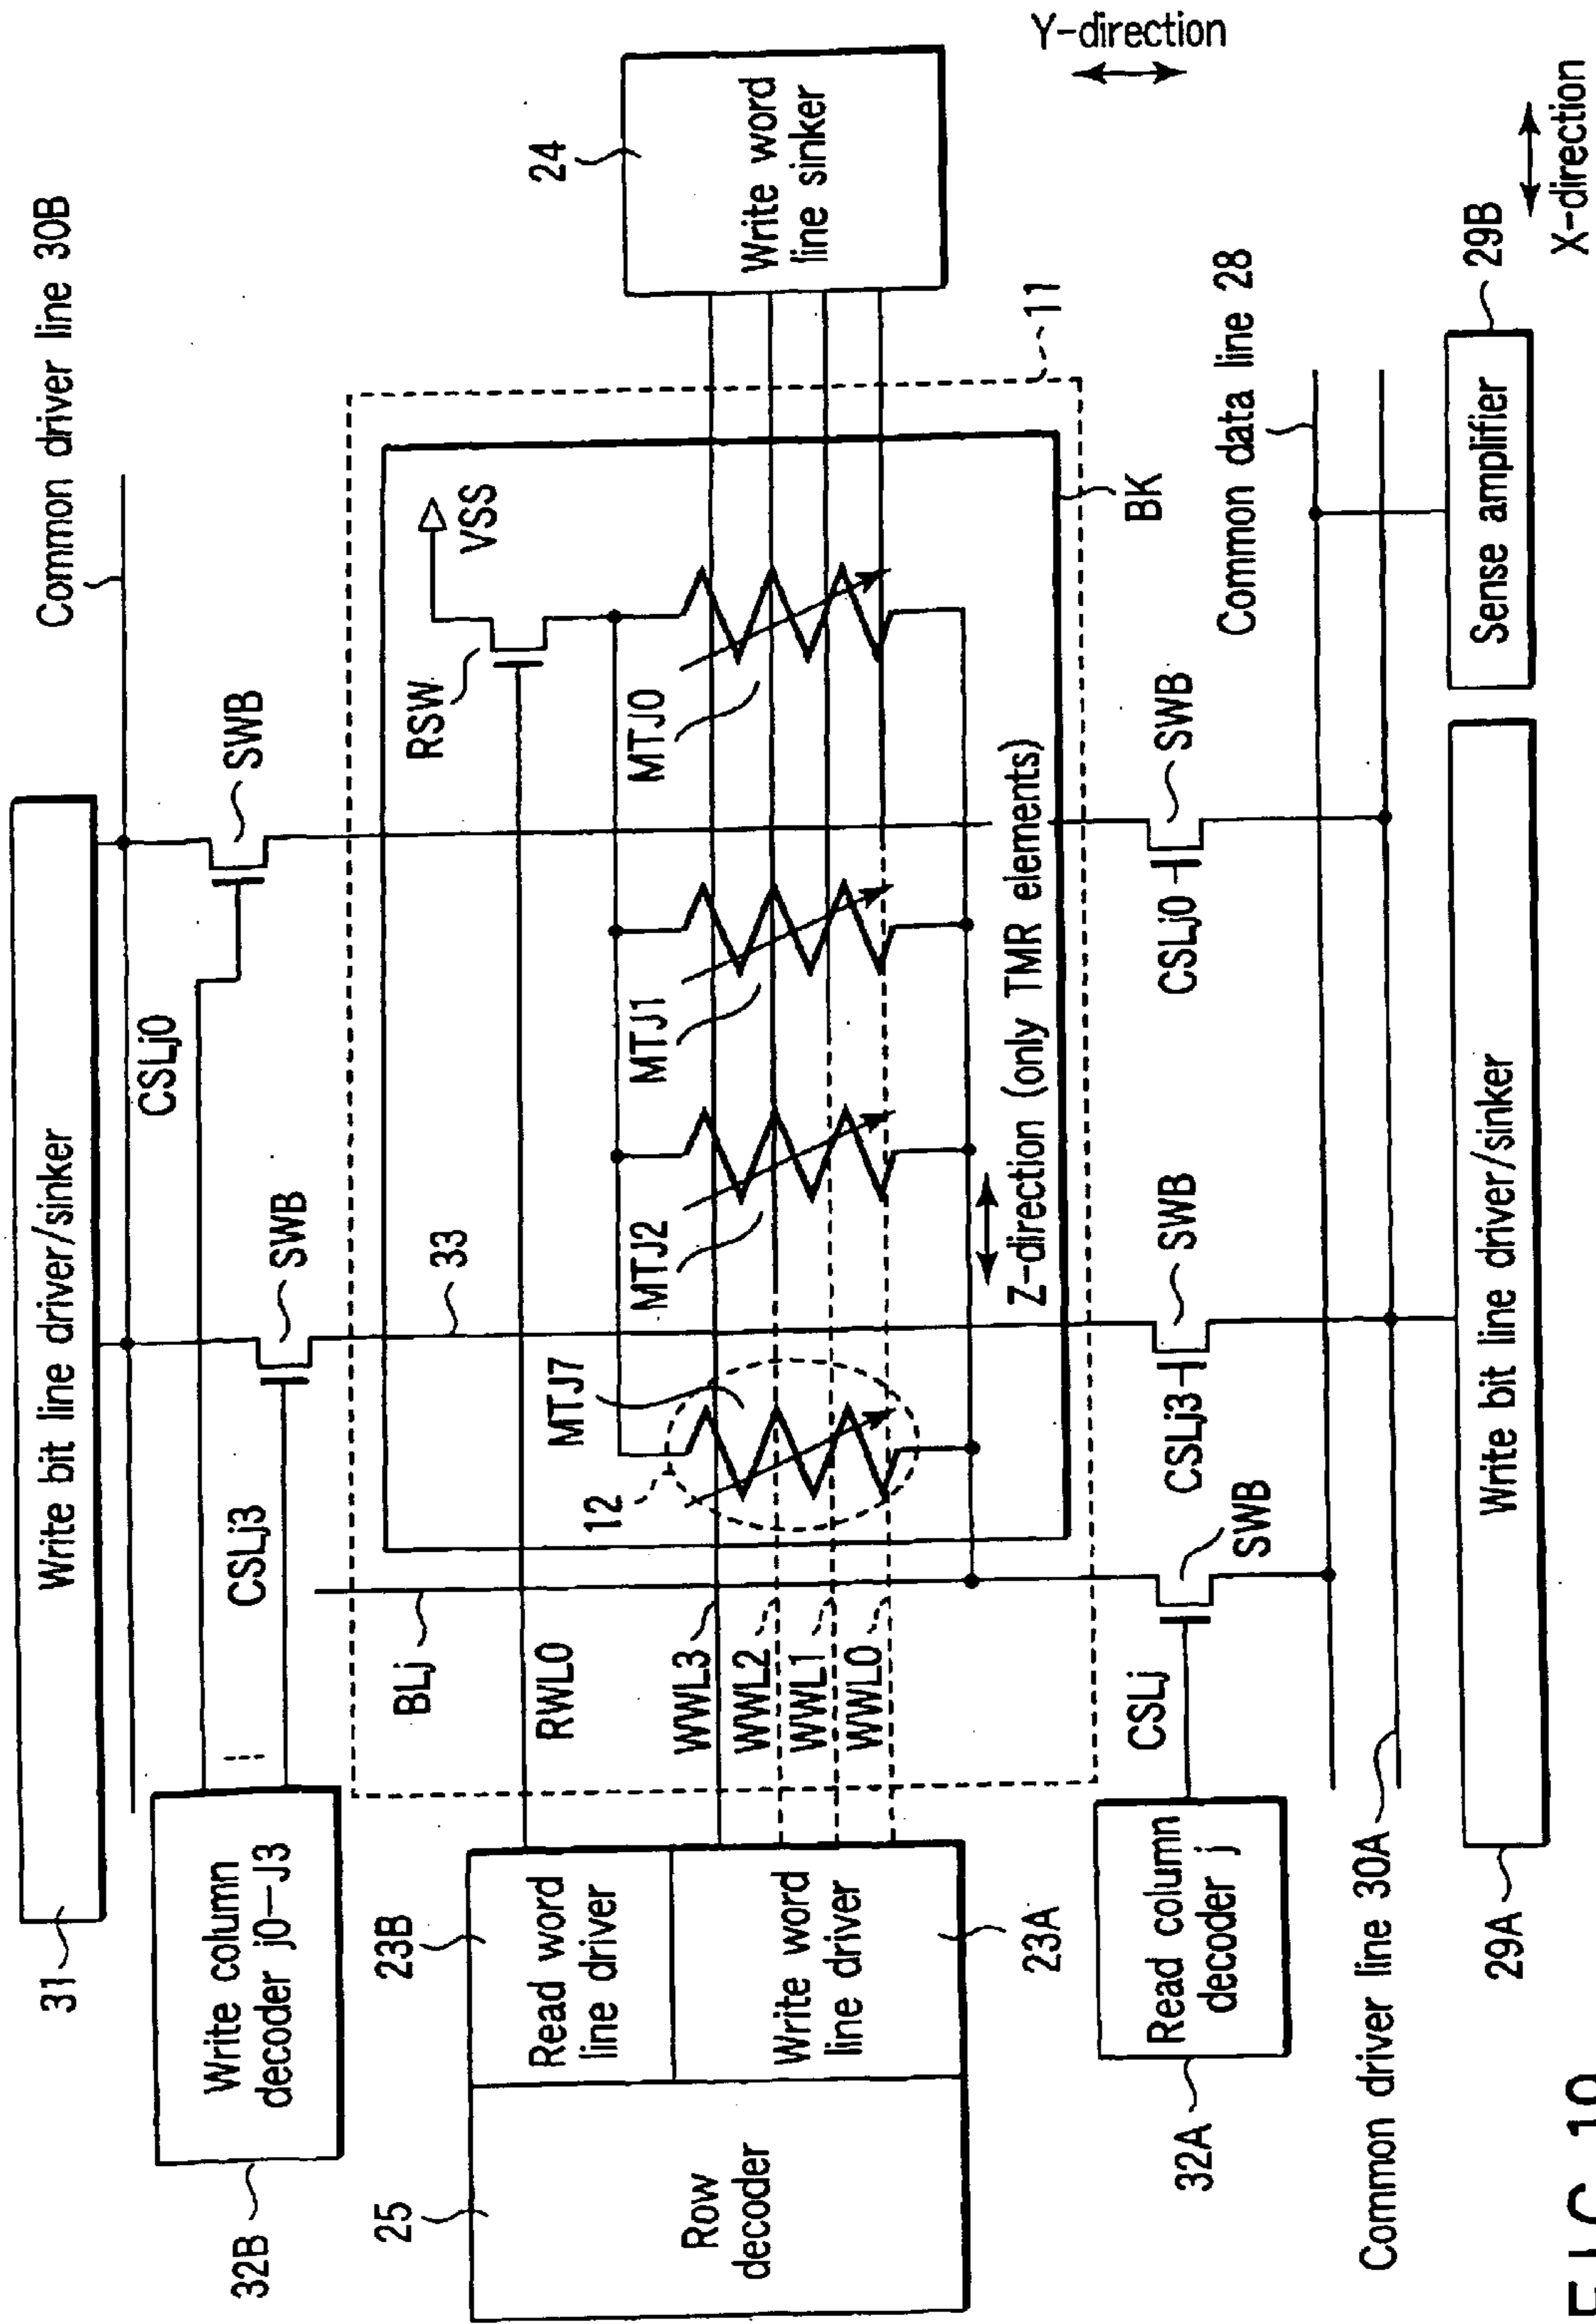 31
Write bit line driver/sinker
Common driver line 30B
32B
Write column
decoder j0-J3
CSLj3
CSLj0
SWB
SWB
25
23B
BLj
33
RSW
VSS
24
Row
decoder
Read word
line driver
Write word
line driver
RWL0
WWL3
WWL2
WWL1
WWL0
12
MTJ7
MTJ2
MTJ1
MTJ0
Write word
line sinker
23A
Z-direction (only TMR elements)
BK
11
Y-direction
32A
Read column
decoder j
CSLj
SWB
CSLj3
SWB
CSLj0
SWB
Common data line 28
Common driver line 30A
29A
Write bit line driver/sinker
Sense amplifier
29B
X-direction